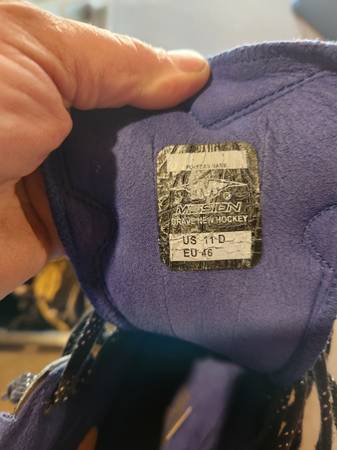 MISSION
BRAVE NEW HOCKEY
US 11 D
EU 46